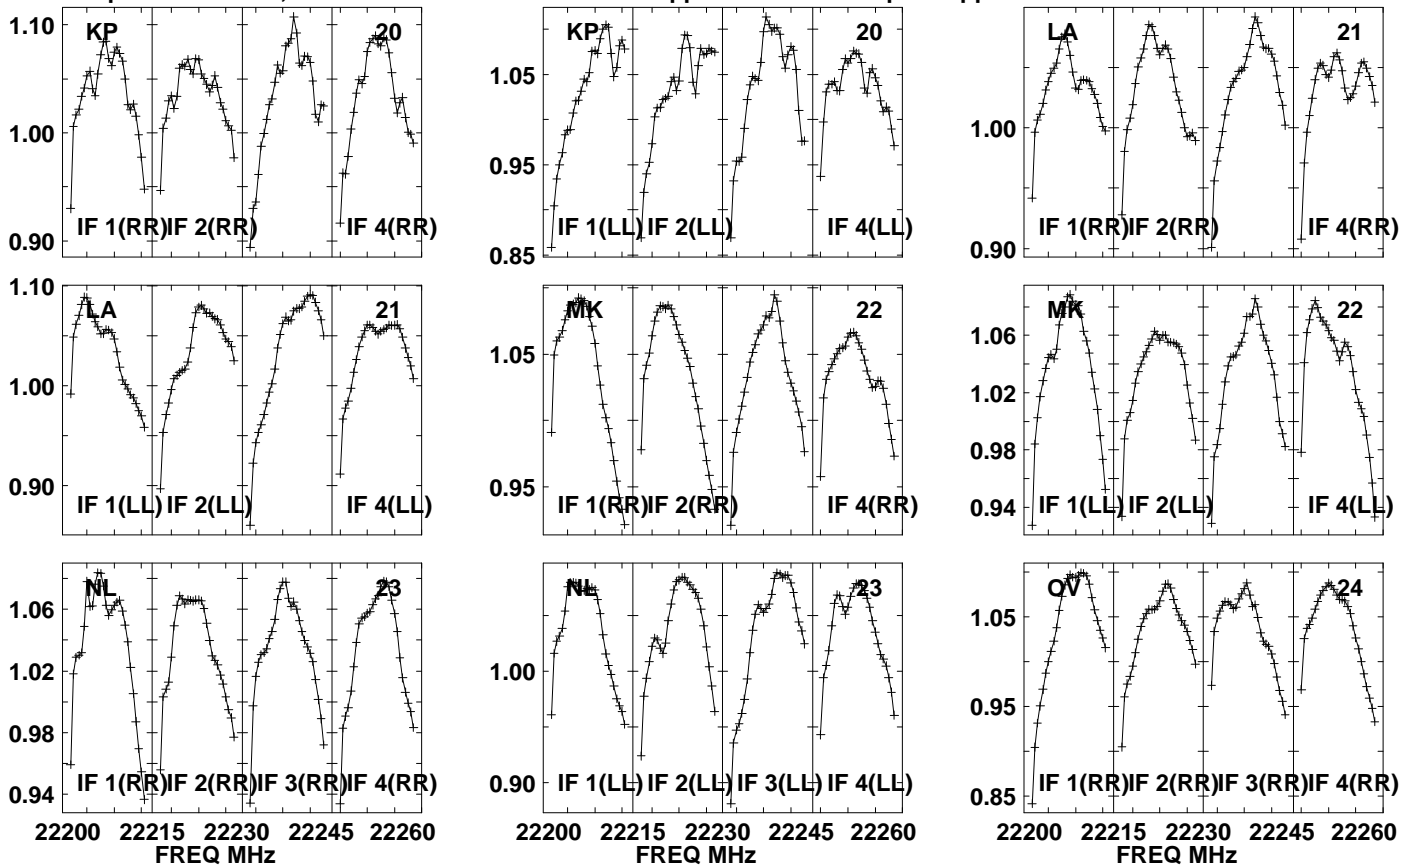 KP 20
1.10
1.00
0.90
IF 1(RR) IF 2(RR) IF 4(RR)
KP 20
1.05
0.95
0.85
IF 1(LL) IF 2(LL) IF 4(LL)
LA 21
1.00
0.90
IF 1(RR) IF 2(RR) IF 4(RR)
LA 21
1.10
1.00
0.90
IF 1(LL) IF 2(LL) IF 4(LL)
MK 22
1.05
0.95
IF 1(RR) IF 2(RR) IF 4(RR)
MK 22
1.06
1.02
0.98
0.94
IF 1(LL) IF 2(LL) IF 4(LL)
NL 23
1.06
1.02
0.98
0.94
IF 1(RR) IF 2(RR) IF 3(RR) IF 4(RR)
22200 22215 22230 22245 22260
FREQ MHz
NL 23
1.00
0.90
IF 1(LL) IF 2(LL) IF 3(LL) IF 4(LL)
22200 22215 22230 22245 22260
FREQ MHz
OV 24
1.05
0.95
0.85
IF 1(RR) IF 2(RR) IF 3(RR) IF 4(RR)
22200 22215 22230 22245 22260
FREQ MHz